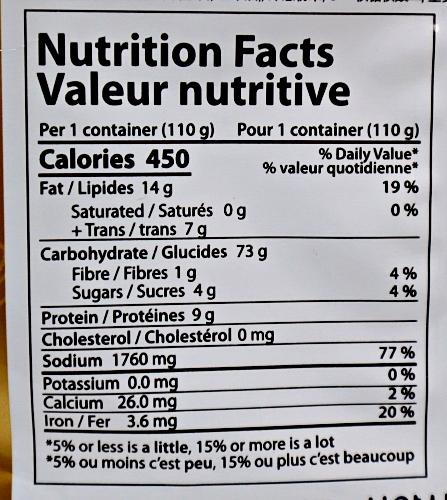 Nutrition Facts
Valeur nutritive
Per 1 container (110 g) Pour 1 container (110 g)
Calories 450
% Daily Value*
% valeur quotidienne*
Fat / Lipides 14 g 19 %
Saturated / Saturés 0 g 0 %
+ Trans / trans 7 g
Carbohydrate / Glucides 73 g
Fibre / Fibres 1 g 4 %
Sugars / Sucres 4 g 4 %
Protein / Protéines 9 g
Cholesterol / Cholestérol 0 mg
Sodium 1760 mg 77 %
Potassium 0.0 mg 0 %
Calcium 26.0 mg 2 %
Iron / Fer 3.6 mg 20 %
*5% or less is a little, 15% or more is a lot
*5% ou moins c'est peu, 15% ou plus c'est beaucoup